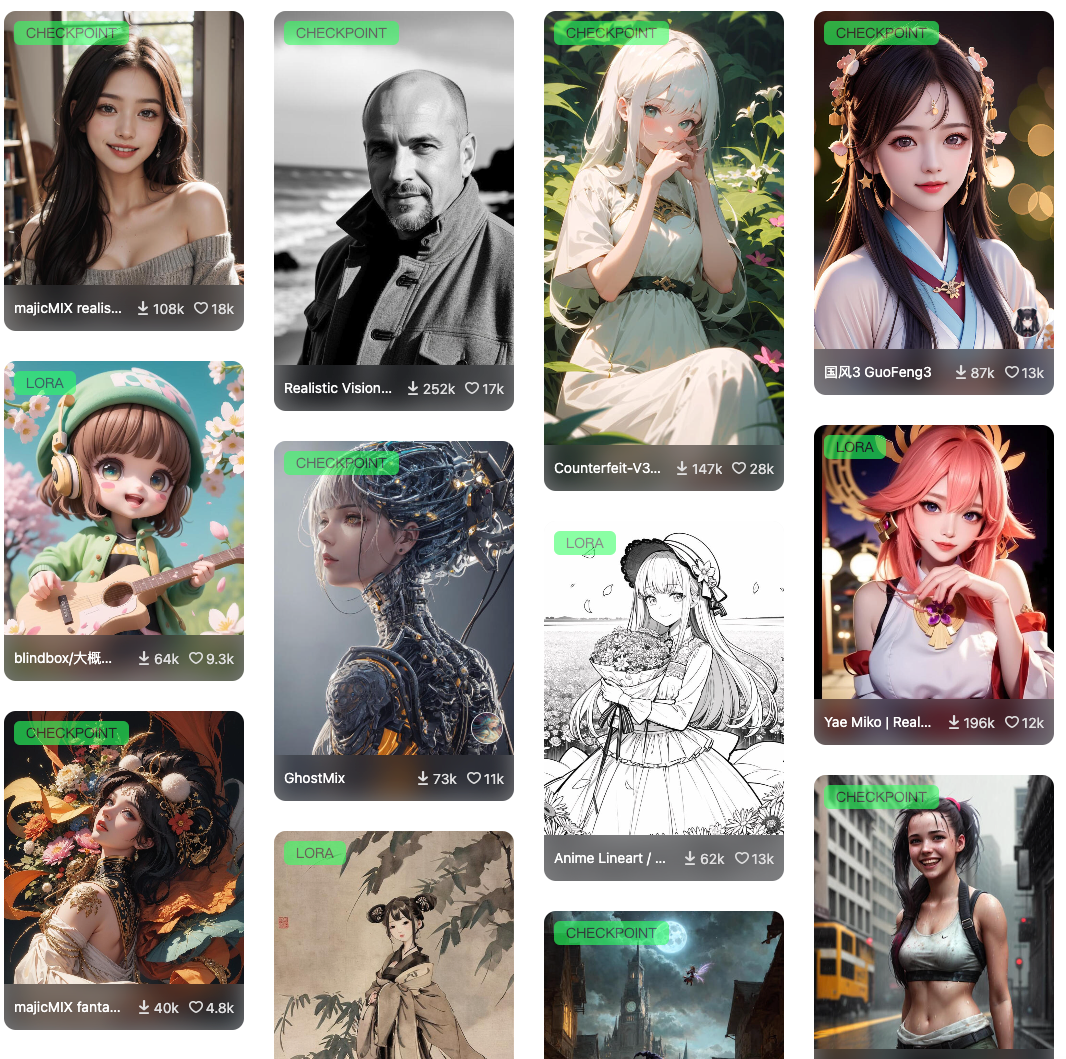 CHECKPOINT
majicMIX realis...
108k
18k
LORA
blindbox/大概...
64k
9.3k
CHECKPOINT
majicMIX fanta...
40k
4.8k
CHECKPOINT
Realistic Vision...
252k
17k
CHECKPOINT
GhostMix
73k
11k
LORA
CHECKPOINT
Counterfeit-V3...
147k
28k
LORA
Anime Lineart / ...
62k
13k
CHECKPOINT
CHECKPOINT
国风3 GuoFeng3
87k
13k
LORA
Yae Miko | Real...
196k
12k
CHECKPOINT